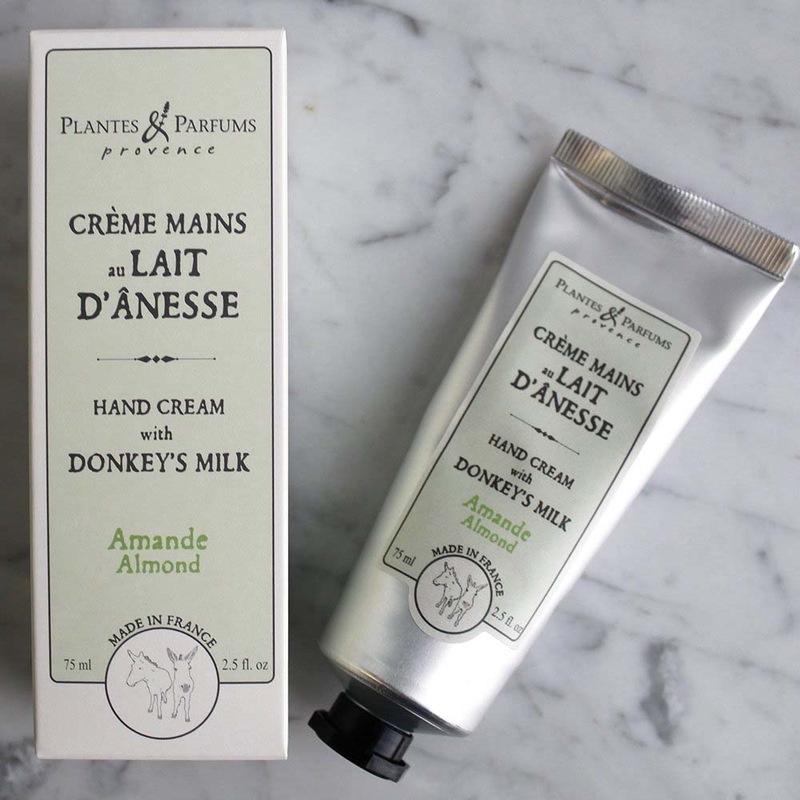 PLANTES & PARFUMS
provence
CRÈME MAINS
au LAIT
D'ÂNESSE
HAND CREAM
with
DONKEY'S MILK
Amande
Almond
MADE IN FRANCE
75 ml
2.5 fl. oz
PLANTES & PARFUMS
provence
CRÈME MAINS
au LAIT
D'ÂNESSE
HAND CREAM
with
DONKEY'S MILK
Amande
Almond
75 ml
MADE IN FRANCE
2.5 fl. oz